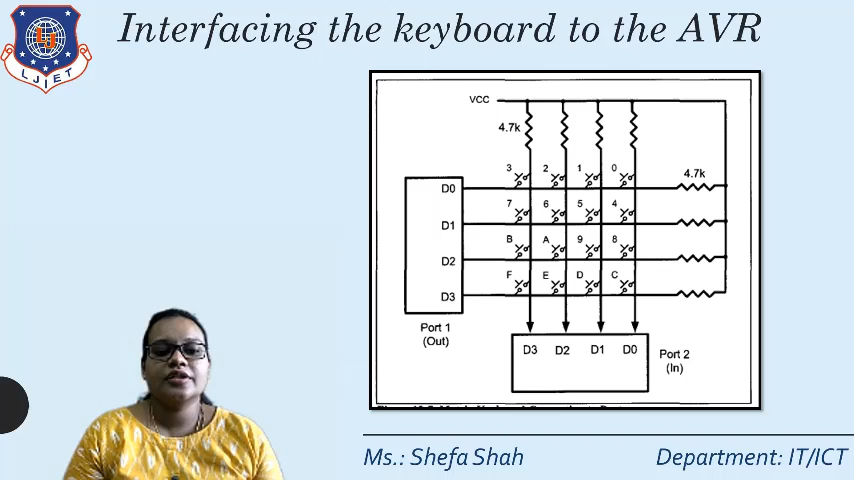 Interfacing the keyboard to the AVR
LJIET
VCC
4.7k
3 2 1 0
4.7k
D0
7 6 5 4
D1
B A 9 8
D2
F E D C
D3
Port 1
(Out)
D3 D2 D1 D0
Port 2
(In)
Ms.: Shefa Shah
Department: IT/ICT